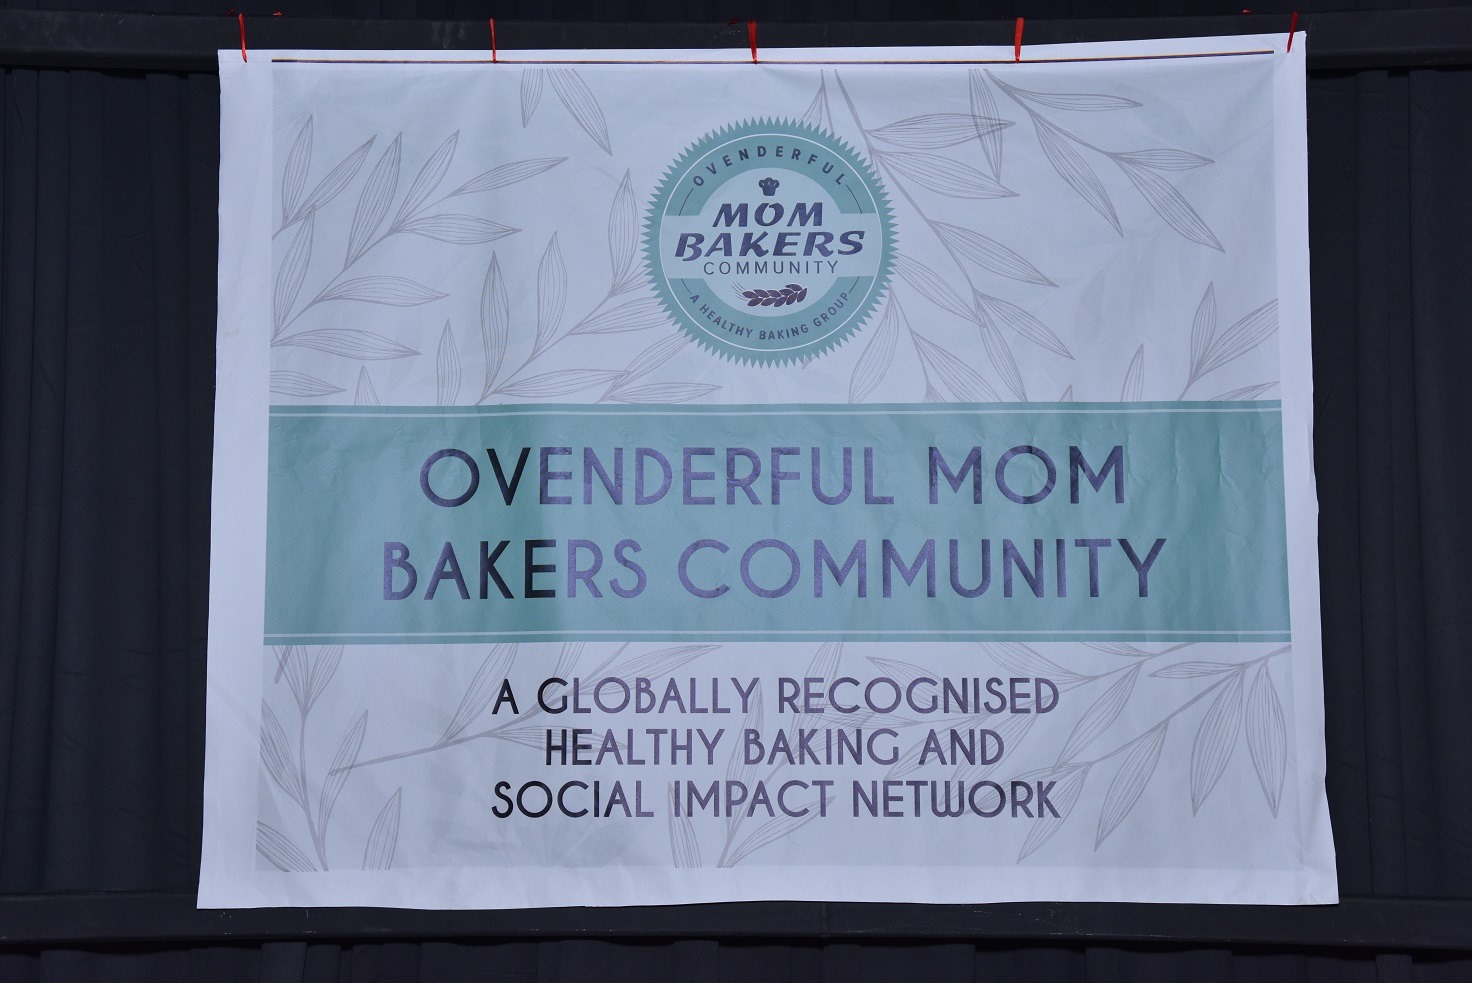 OVENDERFUL
MOM
BAKERS
COMMUNITY
A HEALTHY BAKING GROUP
OVENDERFUL MOM
BAKERS COMMUNITY
A GLOBALLY RECOGNISED
HEALTHY BAKING AND
SOCIAL IMPACT NETWORK